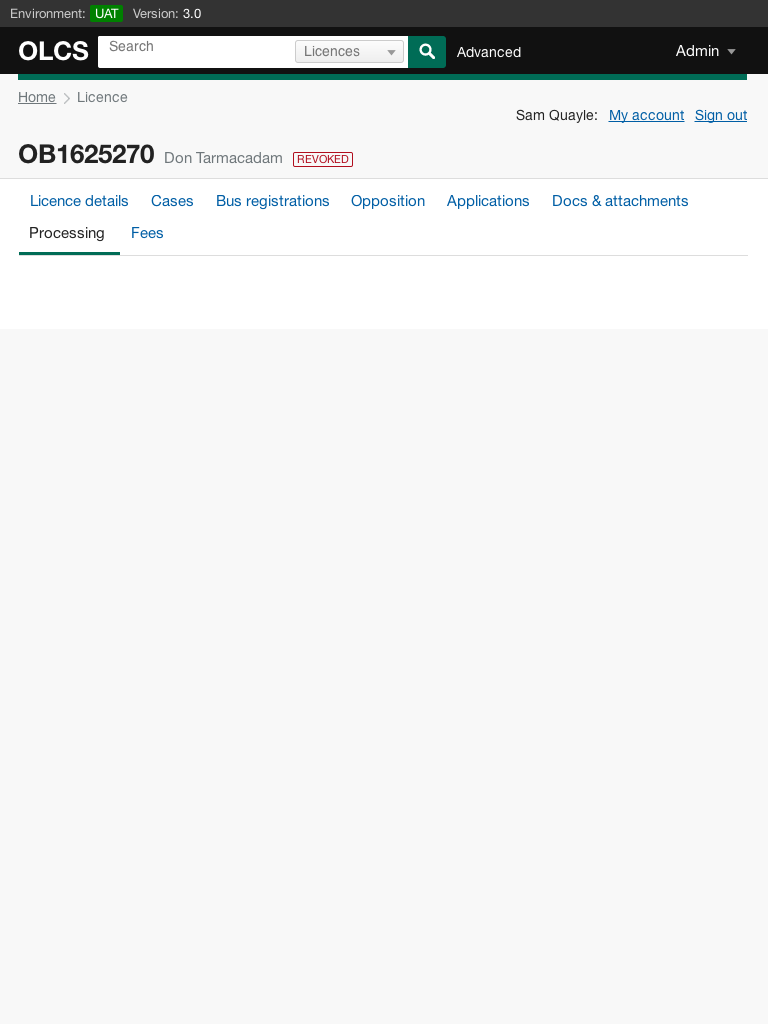 Environment: UAT Version: 3.0
OLCS Search Licences Advanced Admin
Home Licence
Sam Quayle: My account Sign out
OB1625270 Don Tarmacadam REVOKED
Licence details Cases Bus registrations Opposition Applications Docs & attachments
Processing Fees